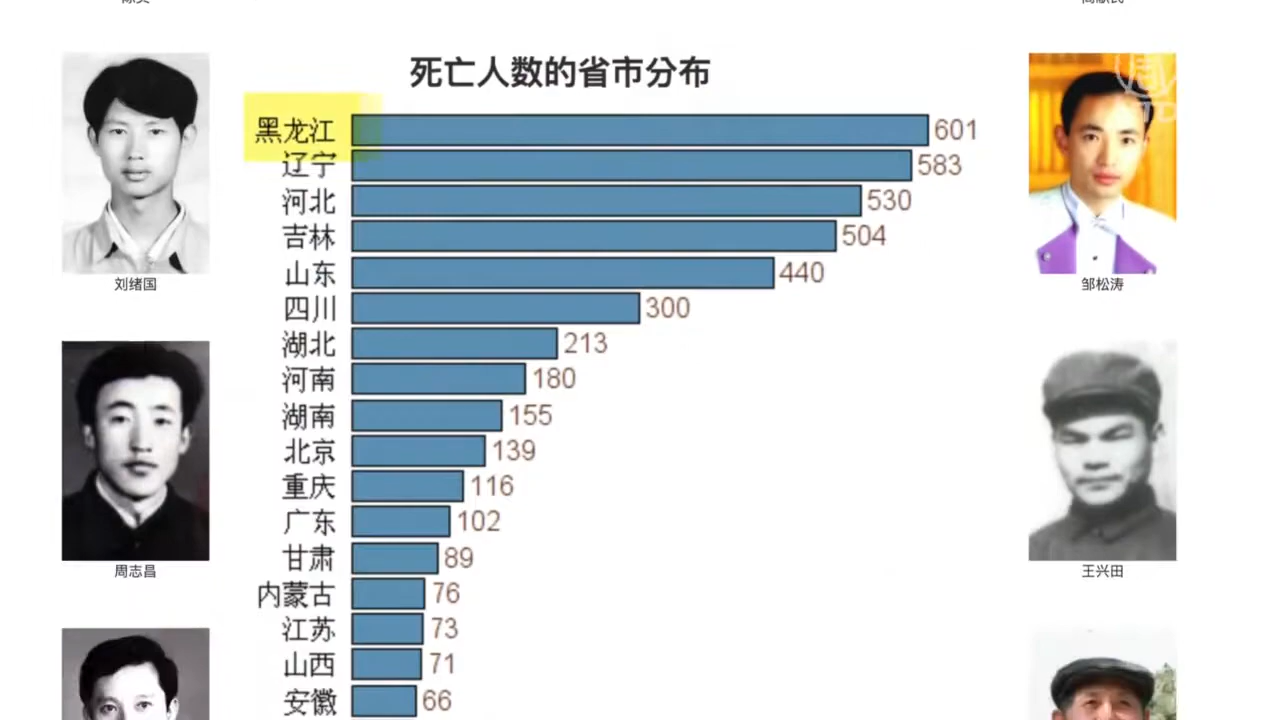 死亡人数的省市分布
黑龙江 601
辽宁 583
河北 530
吉林 504
山东 440
四川 300
湖北 213
河南 180
湖南 155
北京 139
重庆 116
广东 102
甘肃 89
内蒙古 76
江苏 73
山西 71
安徽 66
刘绪国
周志昌
邹松涛
王兴田